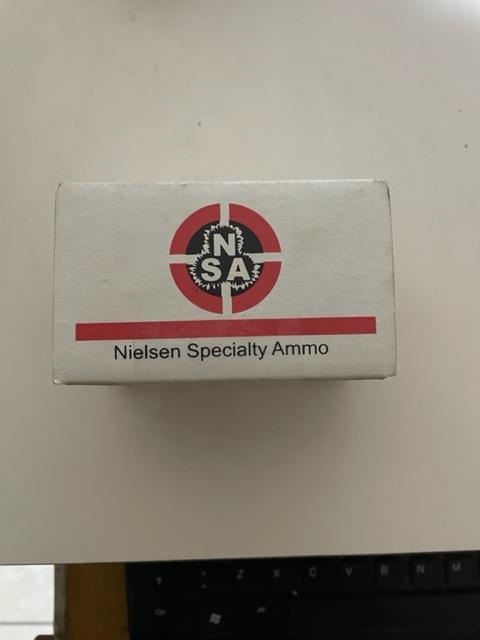 N
SA
Nielsen Specialty Ammo
Z X C V B N M